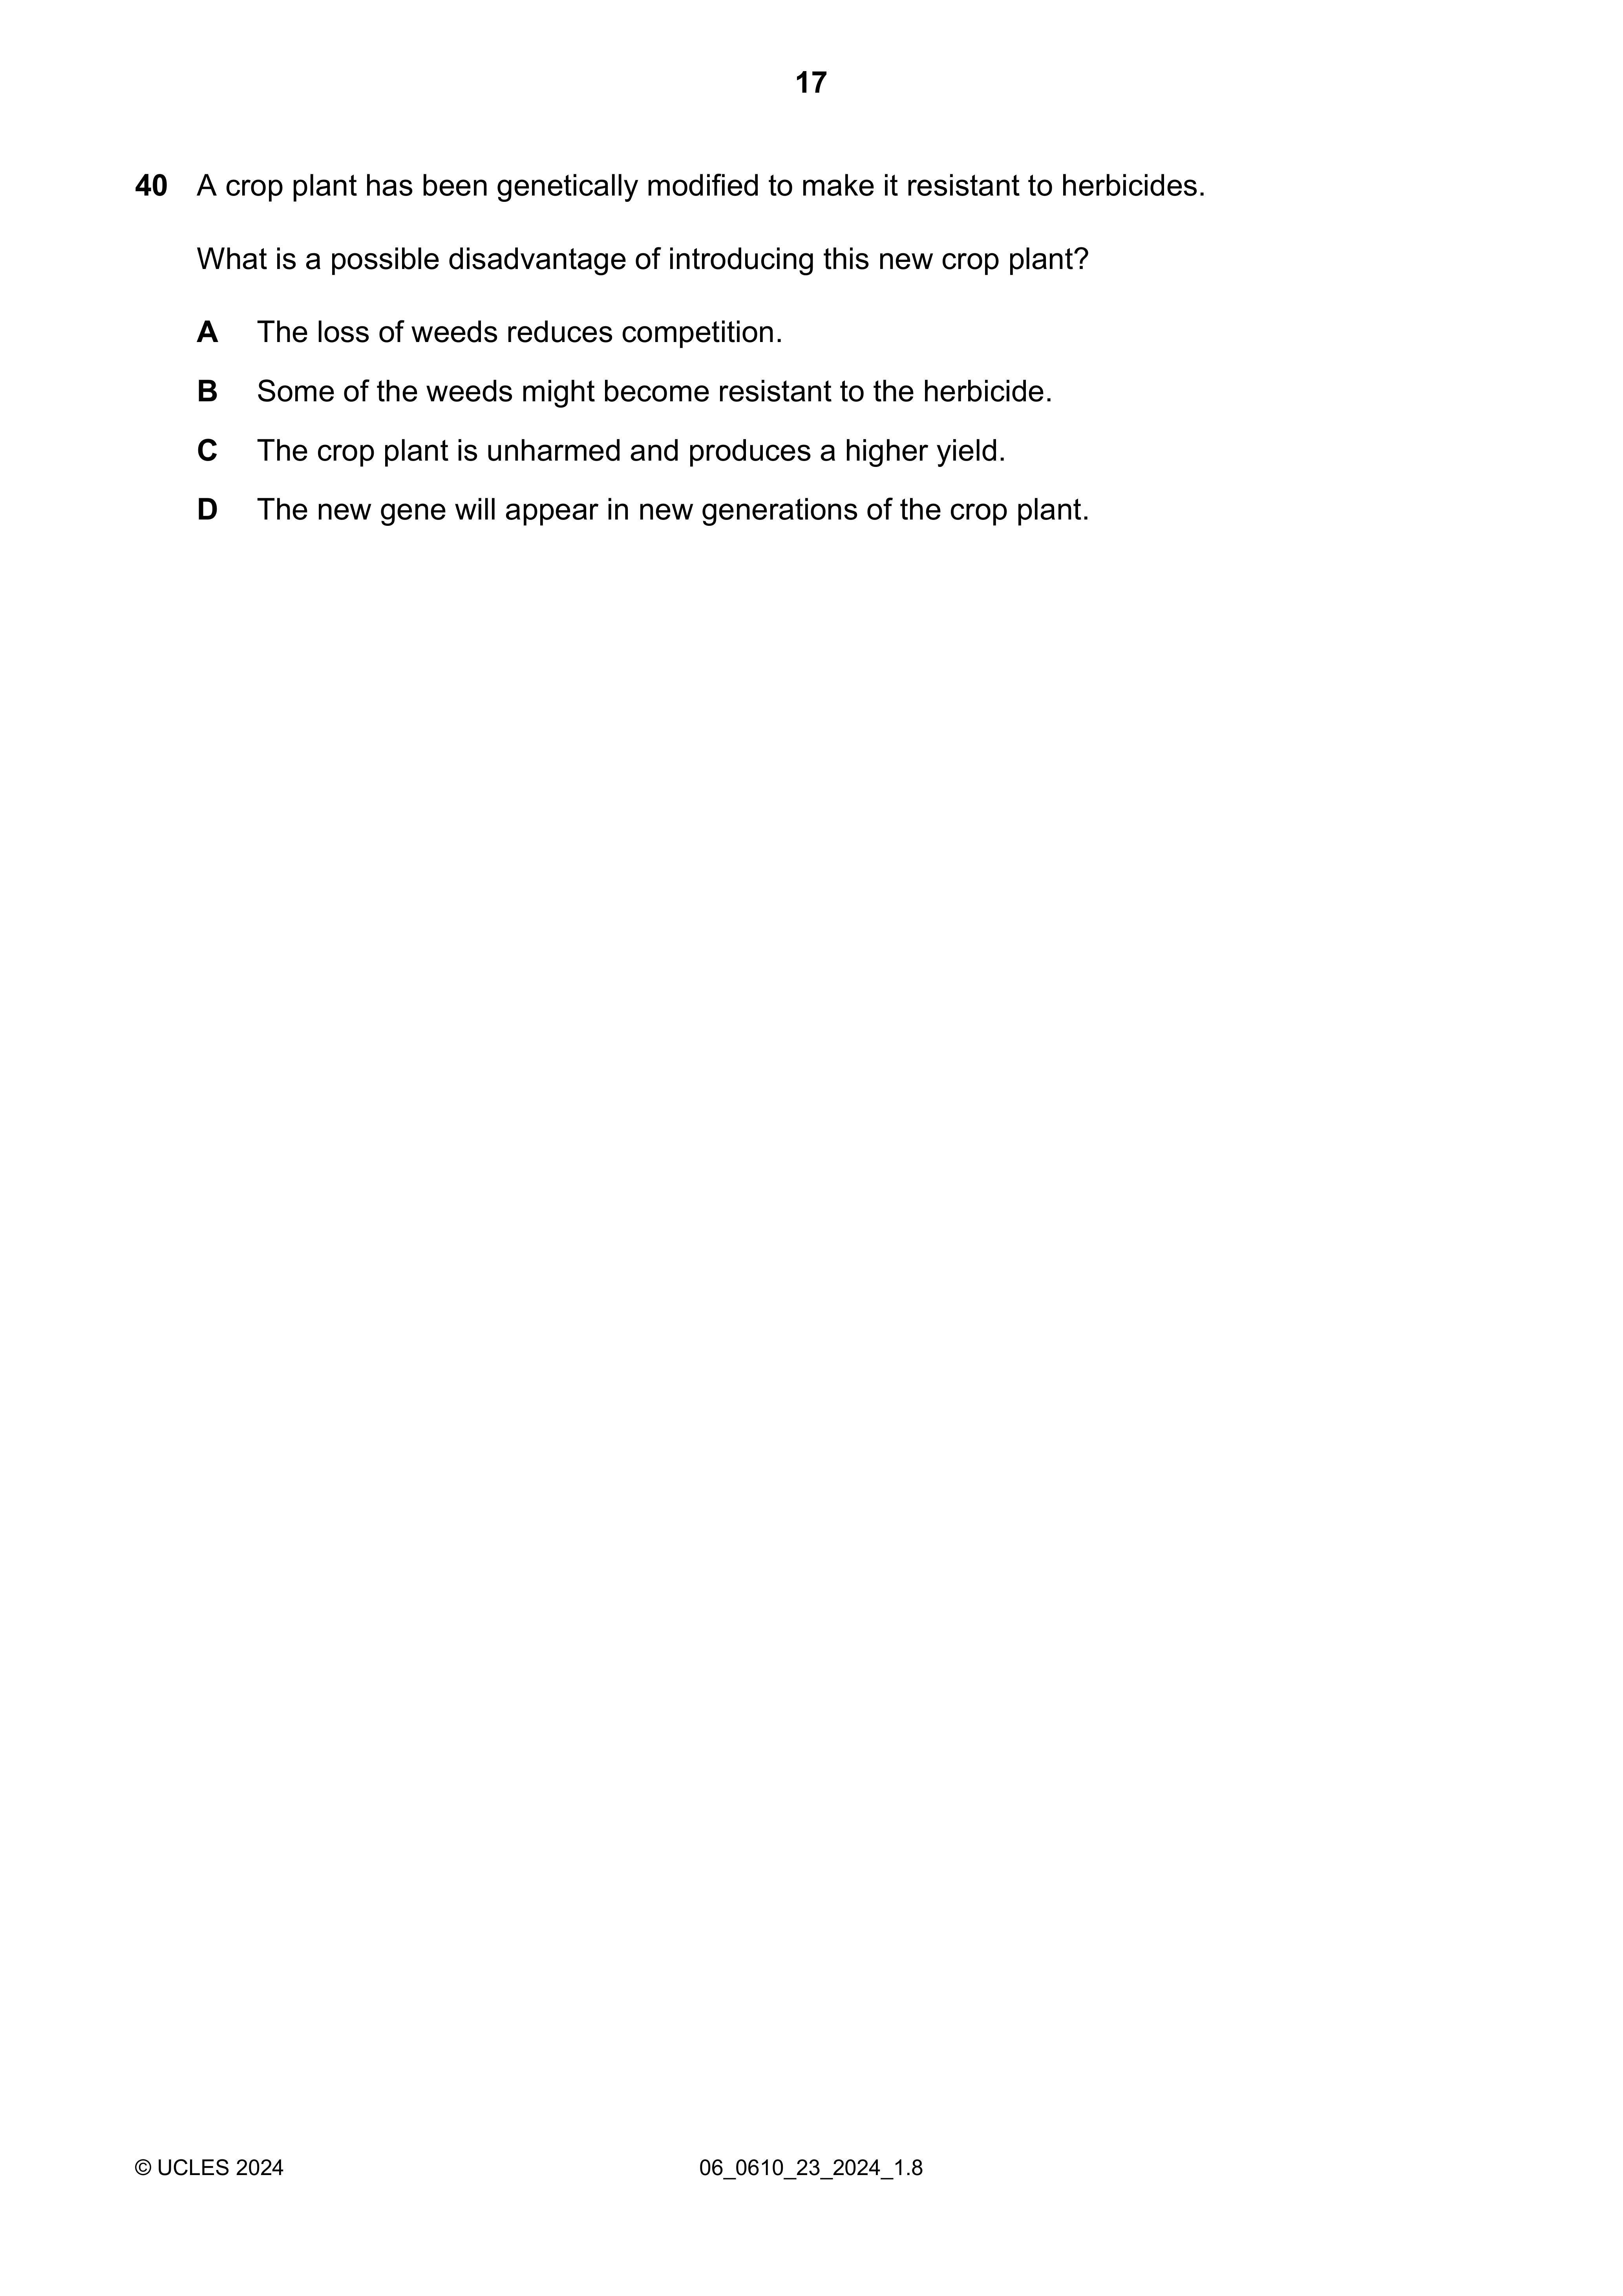 17
40 A crop plant has been genetically modified to make it resistant to herbicides.
What is a possible disadvantage of introducing this new crop plant?
A The loss of weeds reduces competition.
B Some of the weeds might become resistant to the herbicide.
C The crop plant is unharmed and produces a higher yield.
D The new gene will appear in new generations of the crop plant.
© UCLES 2024 06_0610_23_2024_1.8